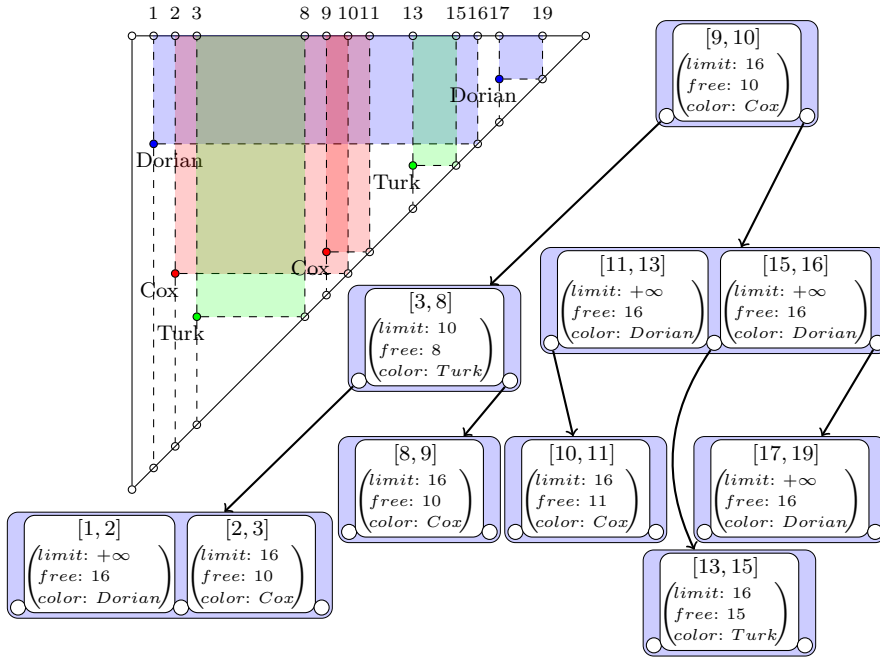 1 2 3 8 9 10 11 13 15 16 17 19
Dorian
Dorian
Turk
Cox
Cox
Turk
[9, 10]
limit: 16
free: 10
color: Cox
[11, 13]
limit: +∞
free: 16
color: Dorian
[15, 16]
limit: +∞
free: 16
color: Dorian
[3, 8]
limit: 10
free: 8
color: Turk
[8, 9]
limit: 16
free: 10
color: Cox
[10, 11]
limit: 16
free: 11
color: Cox
[17, 19]
limit: +∞
free: 16
color: Dorian
[1, 2]
limit: +∞
free: 16
color: Dorian
[2, 3]
limit: 16
free: 10
color: Cox
[13, 15]
limit: 16
free: 15
color: Turk